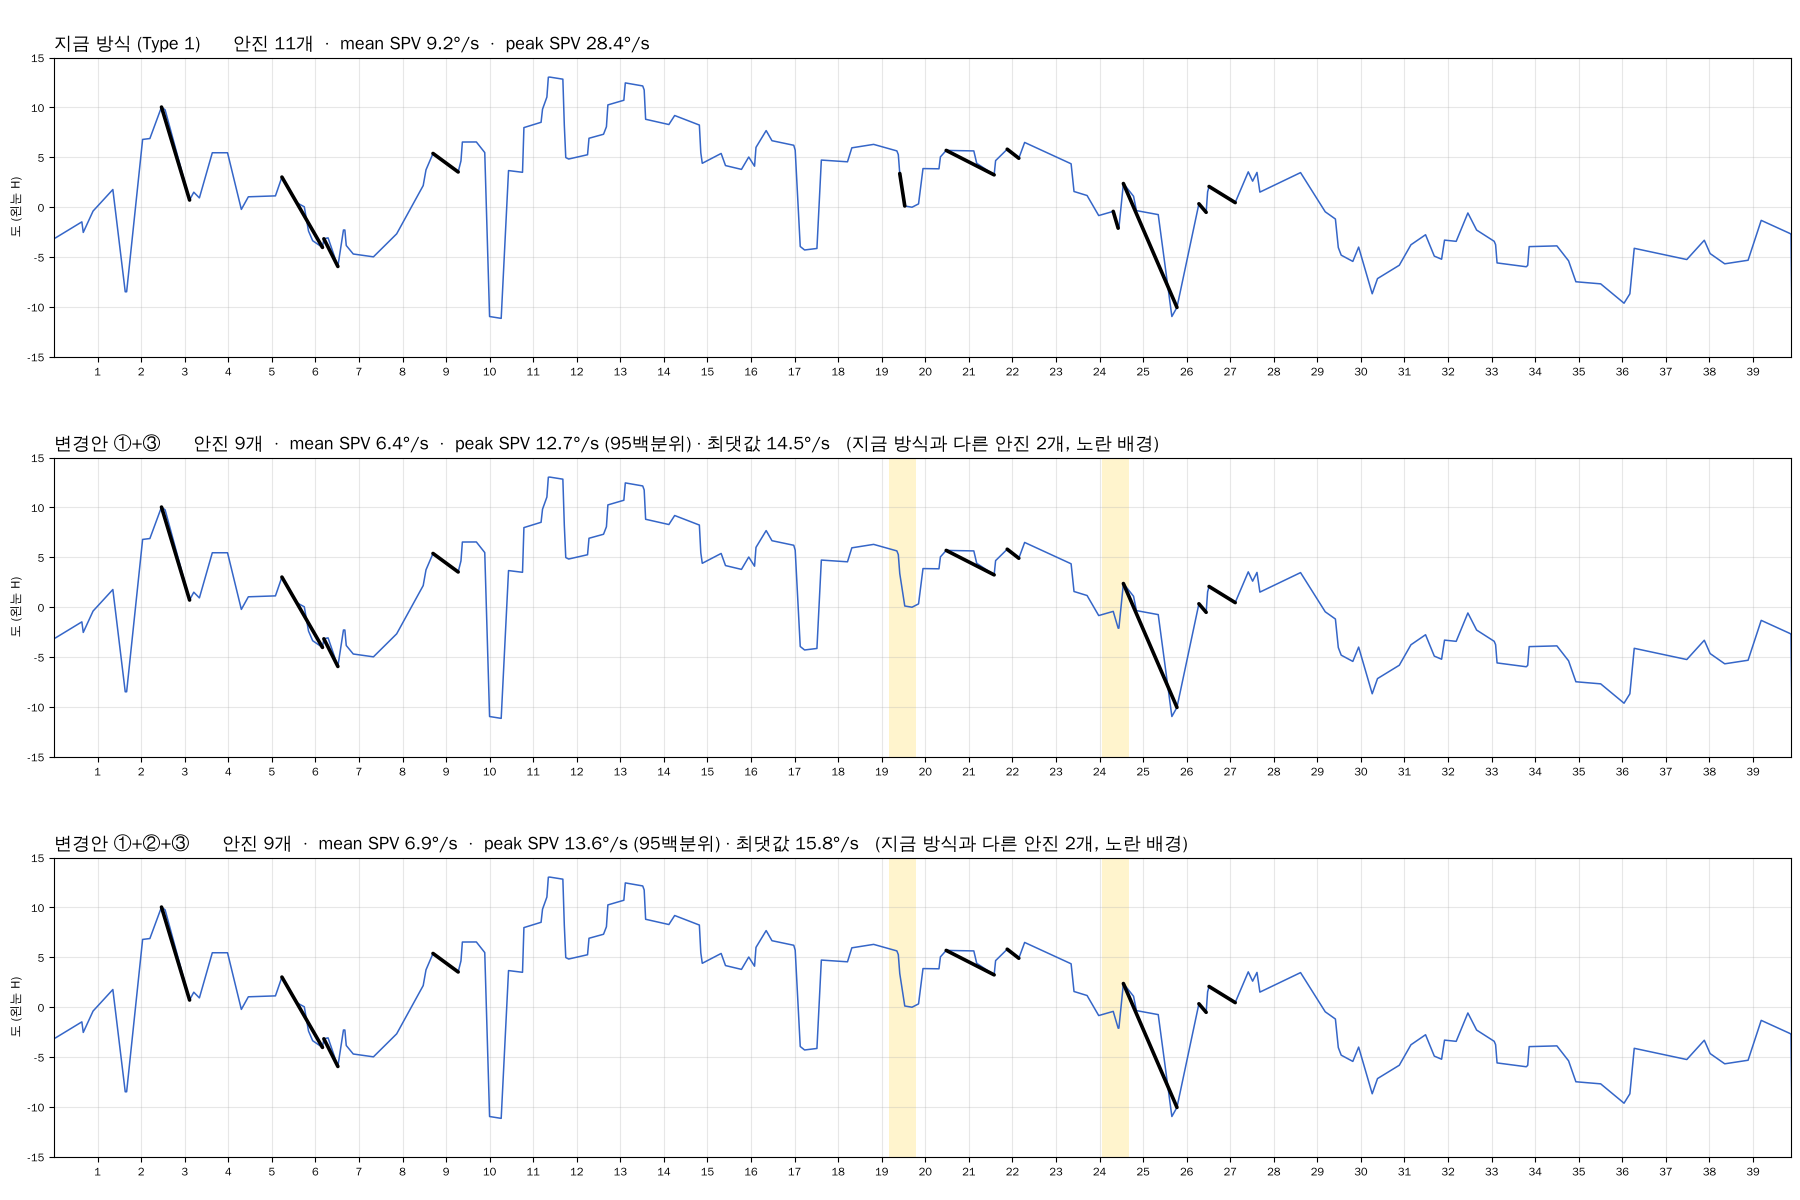 지금 방식 (Type 1) 안진 11개 · mean SPV 9.2°/s · peak SPV 28.4°/s
15
10
5
0
-5
-10
-15
도 (왼눈 H)
1 2 3 4 5 6 7 8 9 10 11 12 13 14 15 16 17 18 19 20 21 22 23 24 25 26 27 28 29 30 31 32 33 34 35 36 37 38 39
변경안 ①+③ 안진 9개 · mean SPV 6.4°/s · peak SPV 12.7°/s (95백분위) · 최댓값 14.5°/s (지금 방식과 다른 안진 2개, 노란 배경)
15
10
5
0
-5
-10
-15
도 (왼눈 H)
1 2 3 4 5 6 7 8 9 10 11 12 13 14 15 16 17 18 19 20 21 22 23 24 25 26 27 28 29 30 31 32 33 34 35 36 37 38 39
변경안 ①+②+③ 안진 9개 · mean SPV 6.9°/s · peak SPV 13.6°/s (95백분위) · 최댓값 15.8°/s (지금 방식과 다른 안진 2개, 노란 배경)
15
10
5
0
-5
-10
-15
도 (왼눈 H)
1 2 3 4 5 6 7 8 9 10 11 12 13 14 15 16 17 18 19 20 21 22 23 24 25 26 27 28 29 30 31 32 33 34 35 36 37 38 39